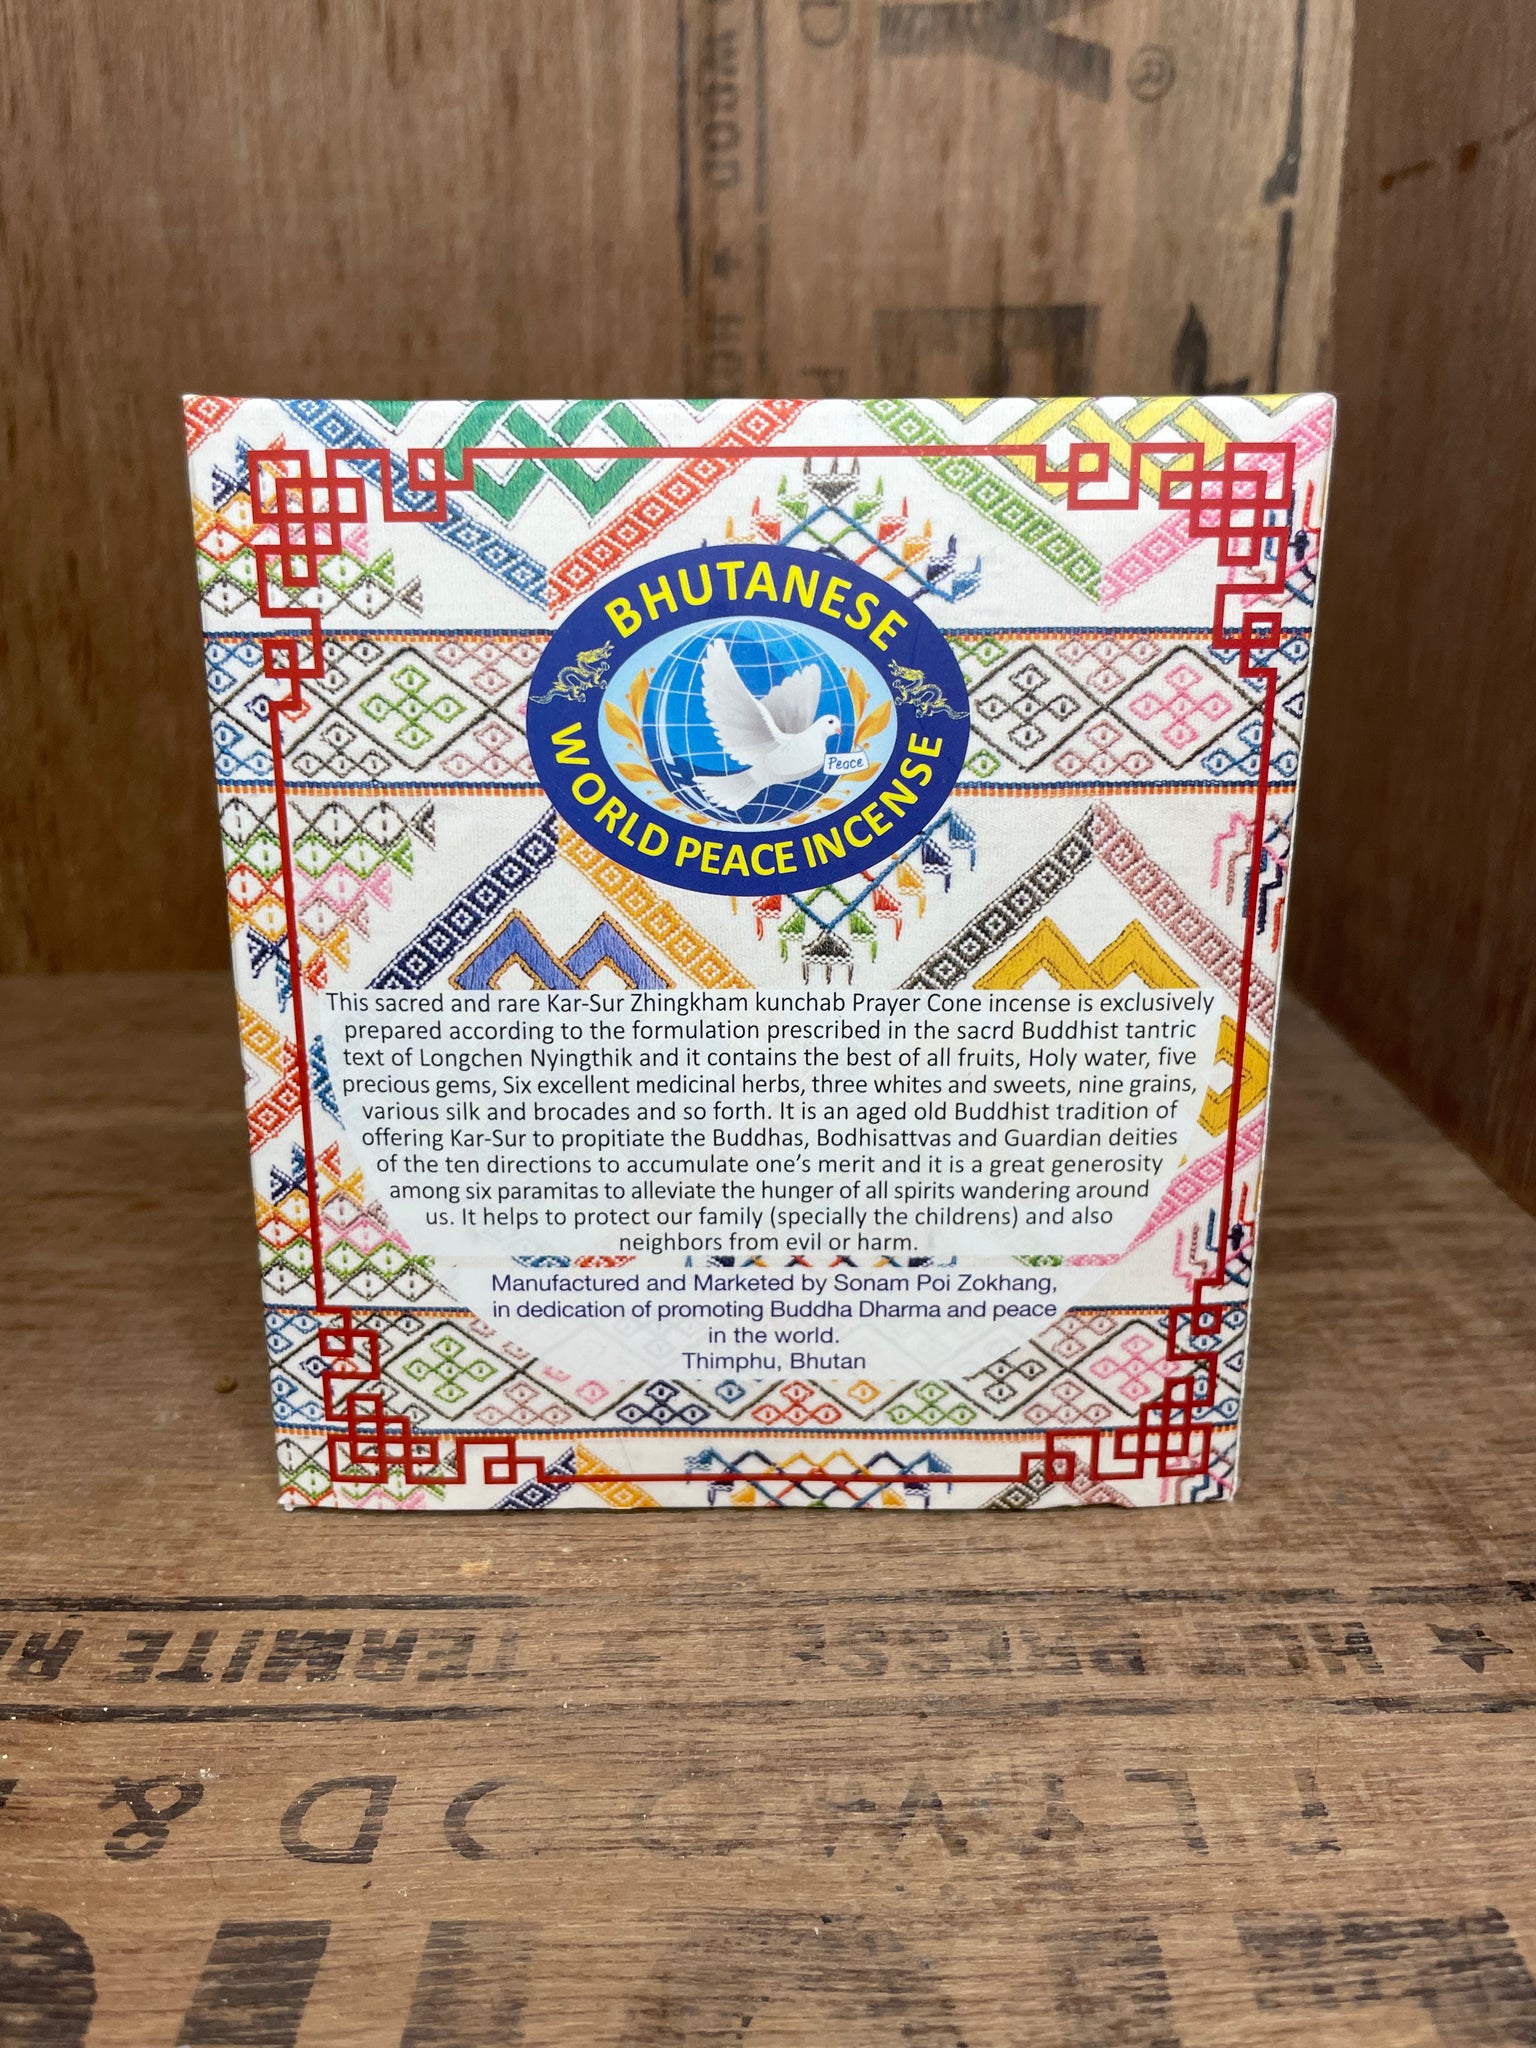 BHUTANESE
Peace
WORLD PEACE INCENSE
This sacred and rare Kar-Sur Zhingkham kunchab Prayer Cone incense is exclusively
prepared according to the formulation prescribed in the sacrd Buddhist tantric
text of Longchen Nyingthik and it contains the best of all fruits, Holy water, five
precious gems, Six excellent medicinal herbs, three whites and sweets, nine grains,
various silk and brocades and so forth. It is an aged old Buddhist tradition of
offering Kar-Sur to propitiate the Buddhas, Bodhisattvas and Guardian deities
of the ten directions to accumulate one's merit and it is a great generosity
among six paramitas to alleviate the hunger of all spirits wandering around
us. It helps to protect our family (specially the childrens) and also
neighbors from evil or harm.
Manufactured and Marketed by Sonam Poi Zokhang,
in dedication of promoting Buddha Dharma and peace
in the world.
Thimphu, Bhutan
TERMITE
&